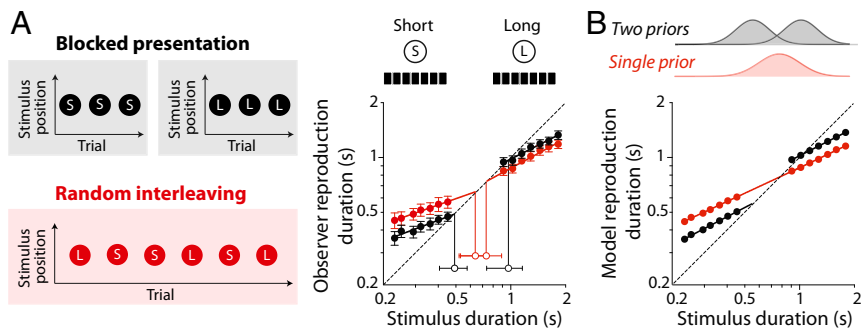 A
Blocked presentation
Stimulus
position
S S S
Trial
Stimulus
position
L L L
Trial
Random interleaving
Stimulus
position
L S S L S L
Trial
Short
S
Long
L
Observer reproduction
duration (s)
2
1
0.5
0.2
0.2 0.5 1 2
Stimulus duration (s)
B
Two priors
Single prior
Model reproduction
duration (s)
2
1
0.5
0.2
0.2 0.5 1 2
Stimulus duration (s)